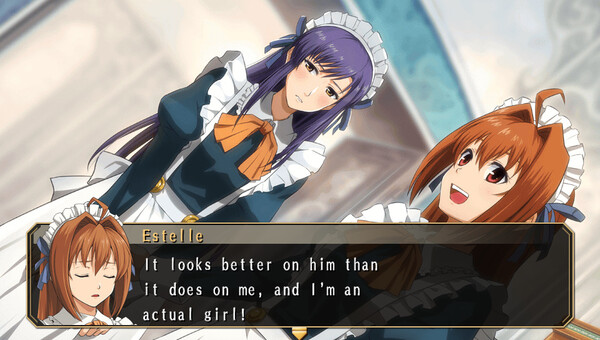 Estelle
It looks better on him than
it does on me, and I'm an
actual girl!